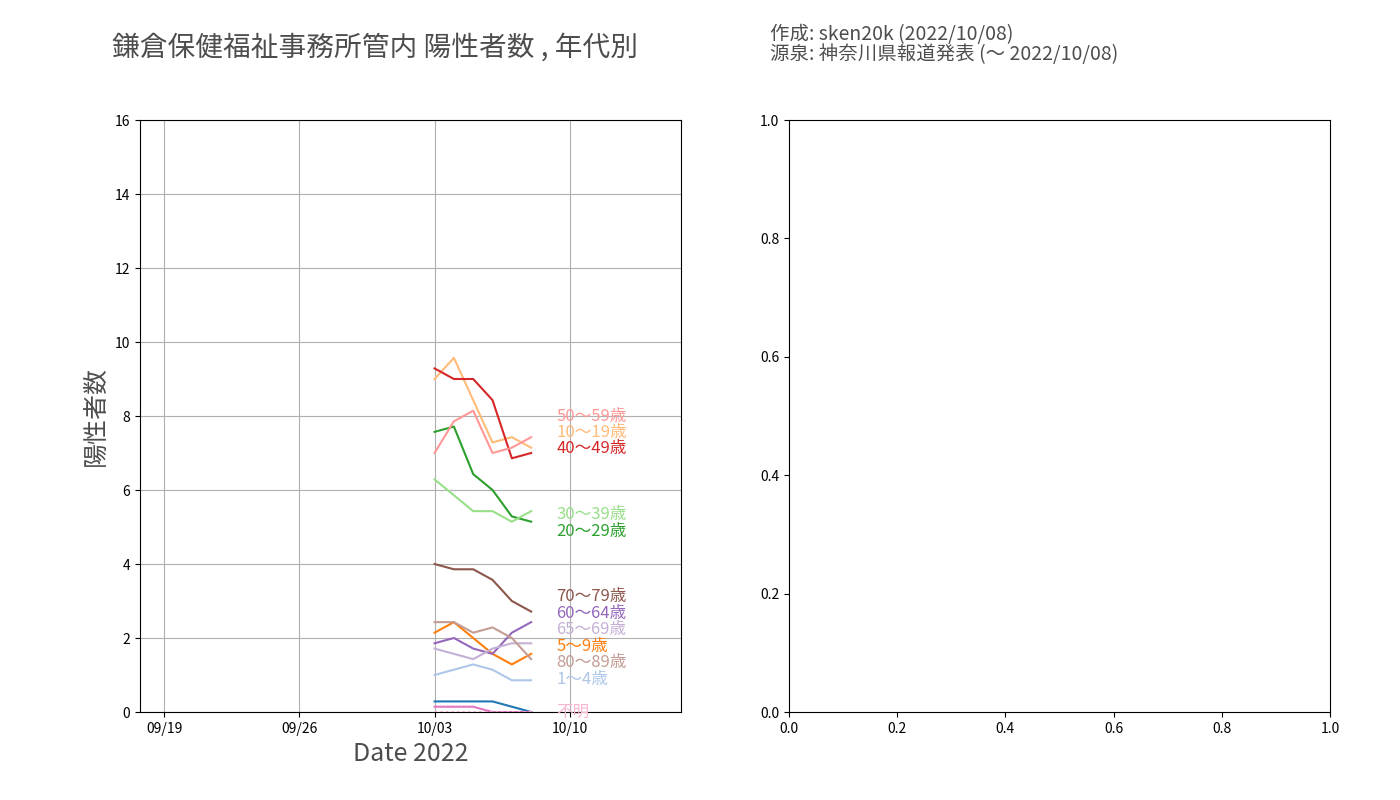 鎌倉保健福祉事務所管内 陽性者数 , 年代別
作成: sken20k (2022/10/08)
源泉: 神奈川県報道発表 (～ 2022/10/08)
陽性者数
16
14
12
10
8
6
4
2
0
50～59歳
10～19歳
40～49歳
30～39歳
20～29歳
70～79歳
60～64歳
65～69歳
5～9歳
80～89歳
1～4歳
不明
09/19 09/26 10/03 10/10
Date 2022
1.0
0.8
0.6
0.4
0.2
0.0
0.0 0.2 0.4 0.6 0.8 1.0